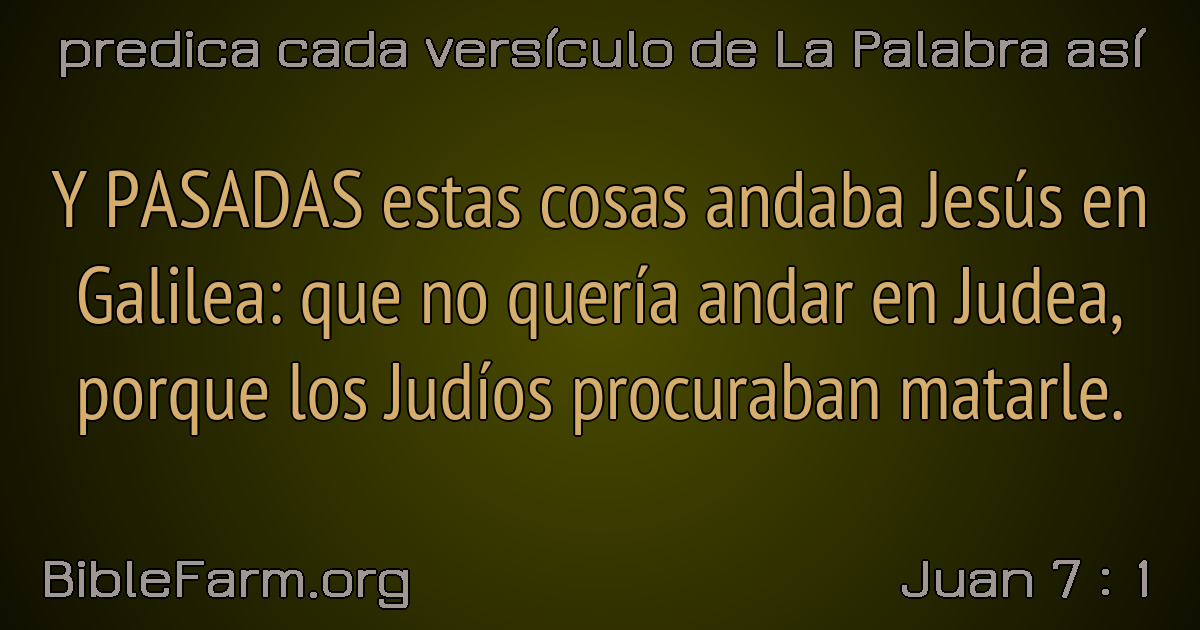 predica cada versículo de La Palabra así
Y PASADAS estas cosas andaba Jesús en
Galilea: que no quería andar en Judea,
porque los Judíos procuraban matarle.
BibleFarm.org
Juan 7 : 1